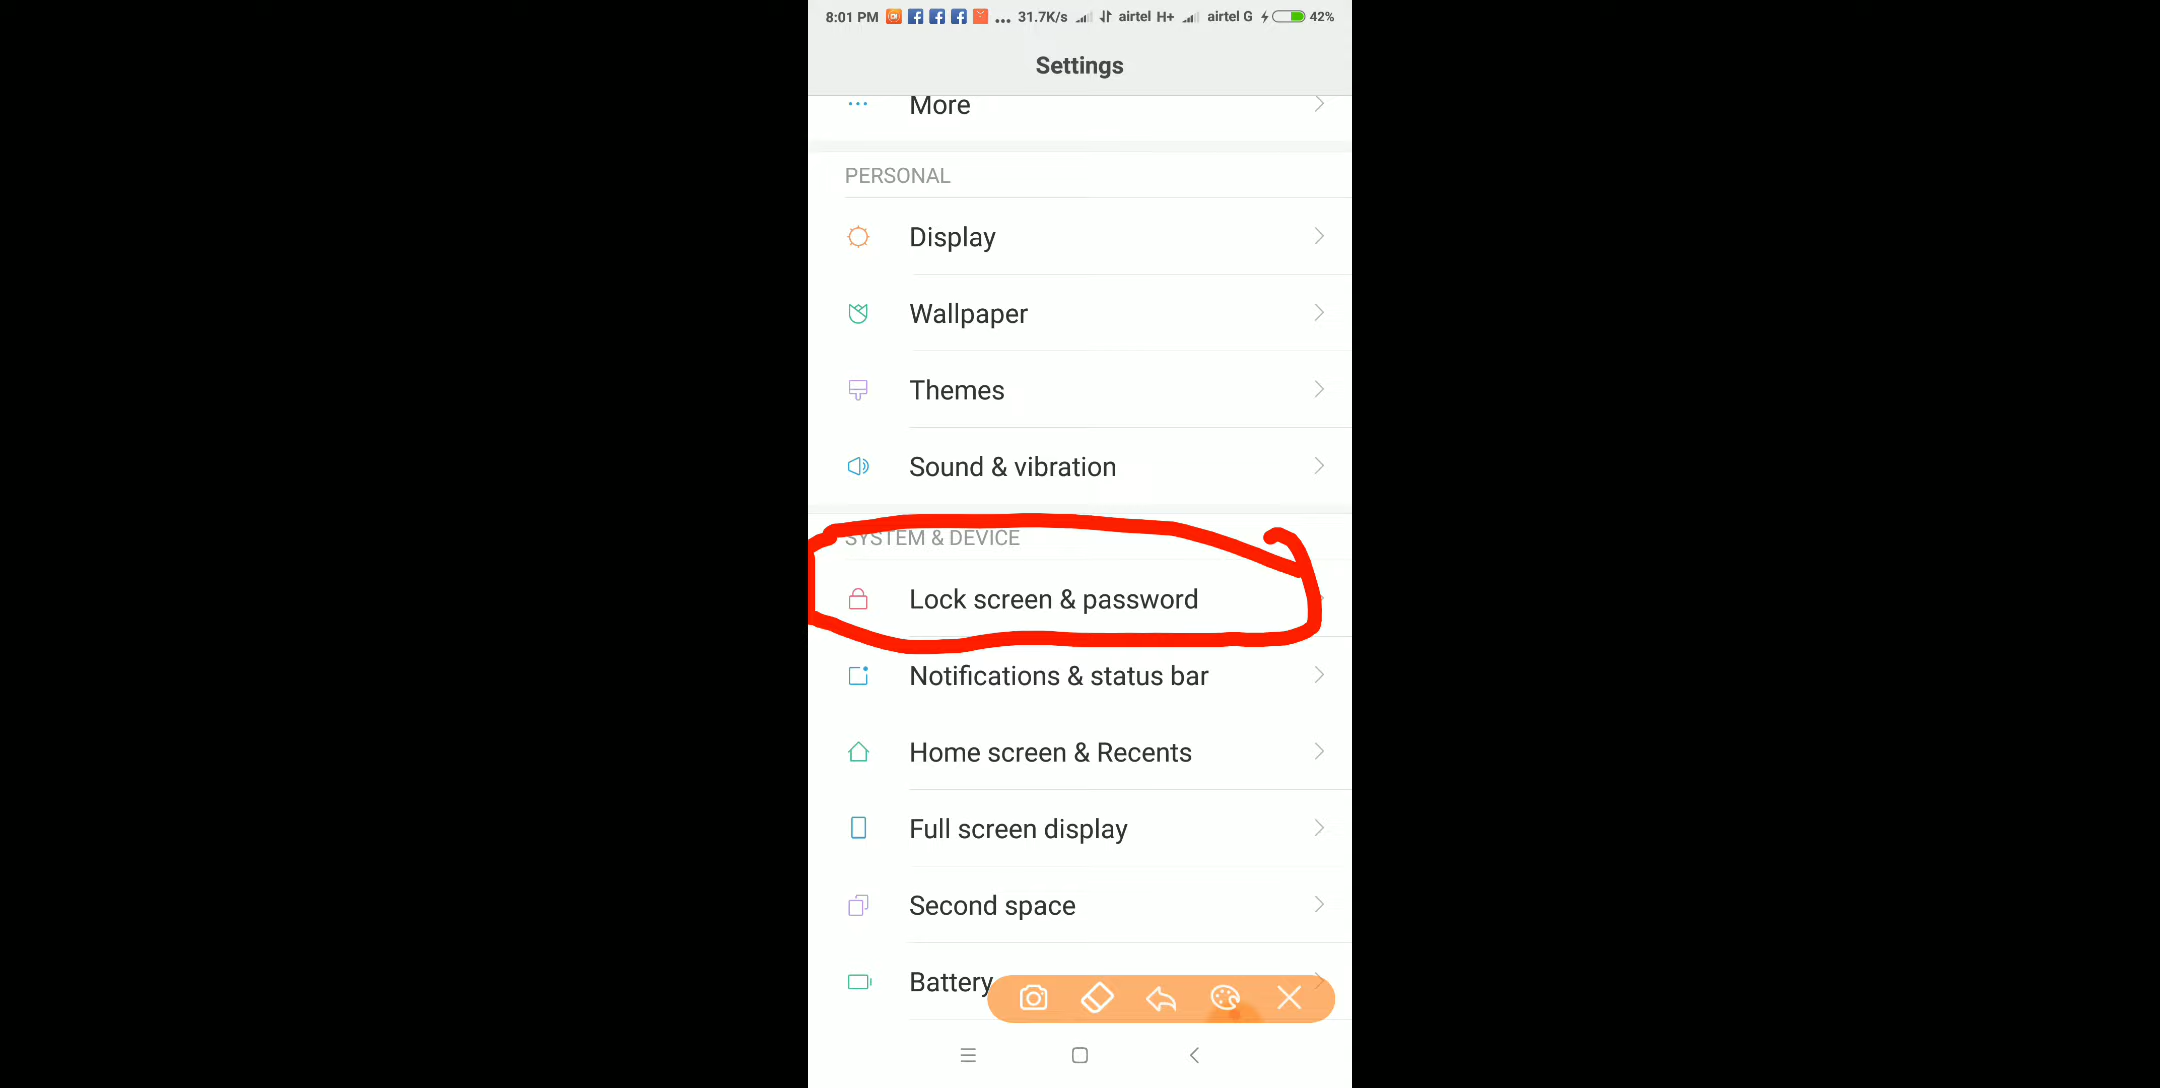 8:01 PM ... 31.7K/s airtel H+ airtel G 42%
Settings
More
PERSONAL
Display
Wallpaper
Themes
Sound & vibration
SYSTEM & DEVICE
Lock screen & password
Notifications & status bar
Home screen & Recents
Full screen display
Second space
Battery